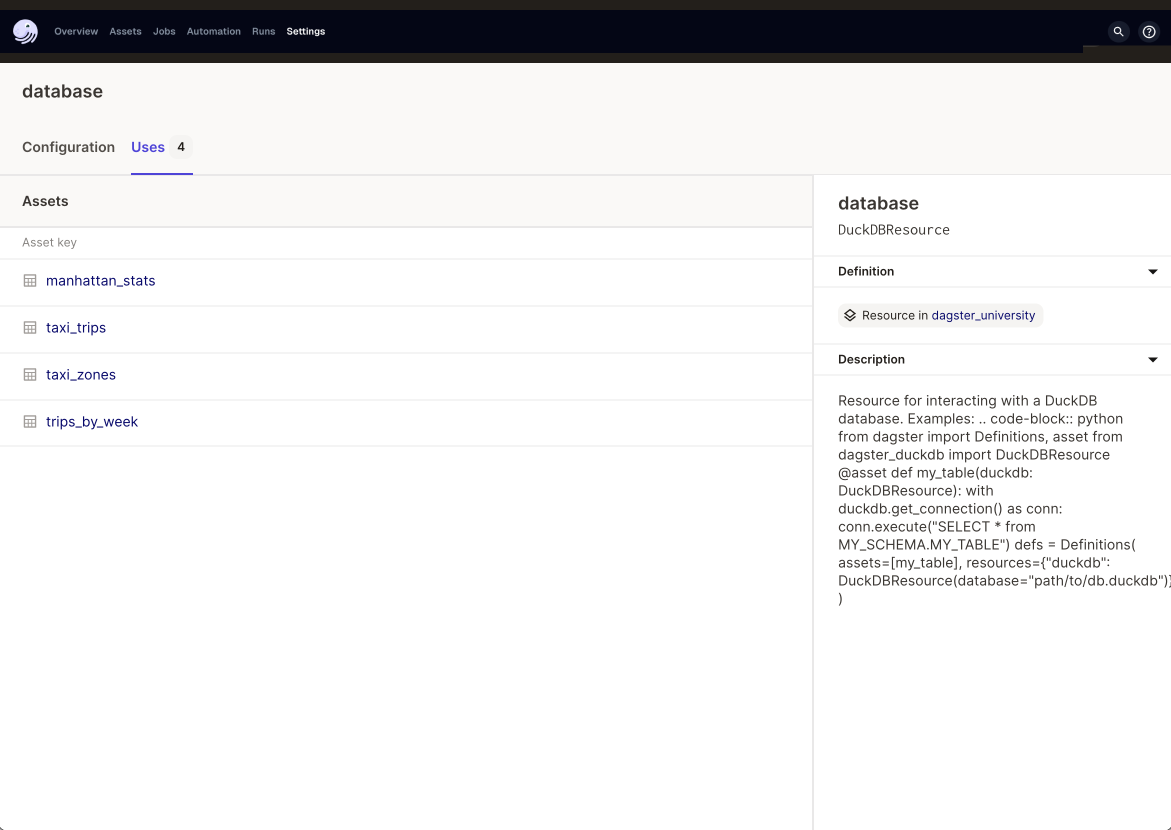 Overview Assets Jobs Automation Runs Settings
database
Configuration Uses 4
Assets
Asset key
manhattan_stats
taxi_trips
taxi_zones
trips_by_week
database
DuckDBResource
Definition
Resource in dagster_university
Description
Resource for interacting with a DuckDB
database. Examples: .. code-block:: python
from dagster import Definitions, asset from
dagster_duckdb import DuckDBResource
@asset def my_table(duckdb:
DuckDBResource): with
duckdb.get_connection() as conn:
conn.execute("SELECT * from
MY_SCHEMA.MY_TABLE") defs = Definitions(
assets=[my_table], resources={"duckdb":
DuckDBResource(database="path/to/db.duckdb")}
)